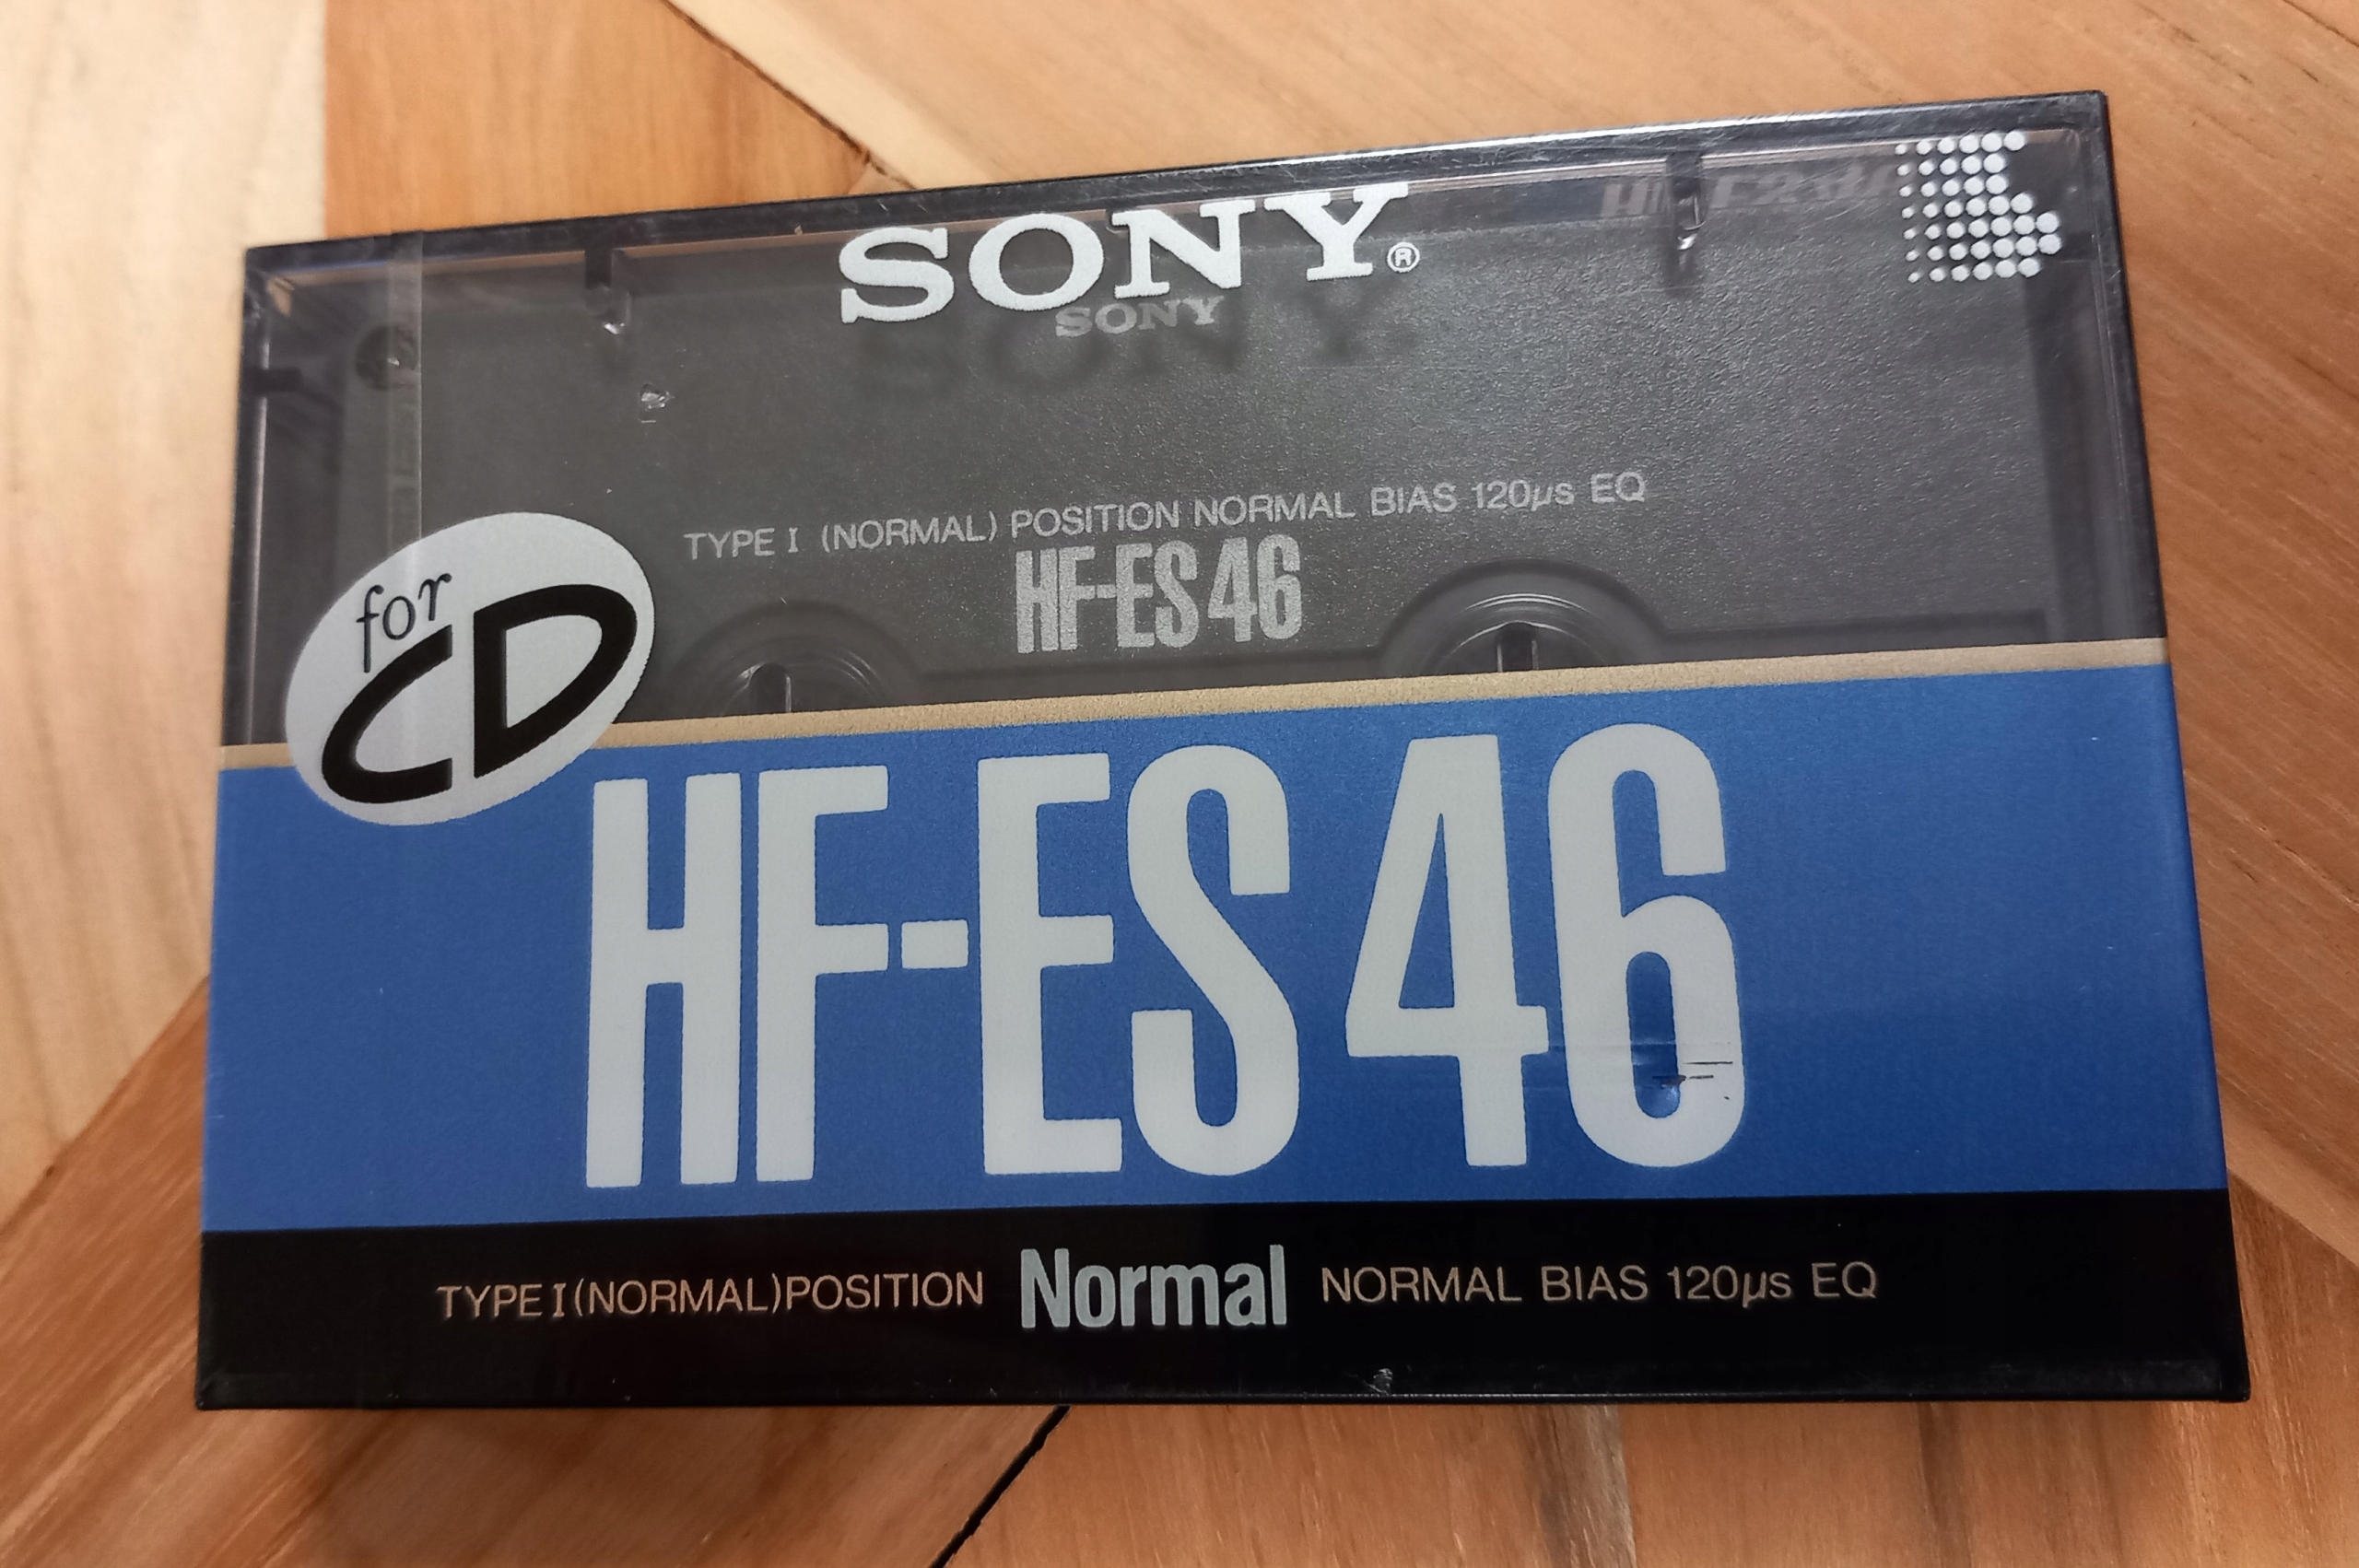 SONY®
SONY
TYPE I (NORMAL) POSITION NORMAL BIAS 120µs EQ
HF-ES 46
for
CD
HF-ES 46
TYPE I (NORMAL) POSITION Normal NORMAL BIAS 120µs EQ